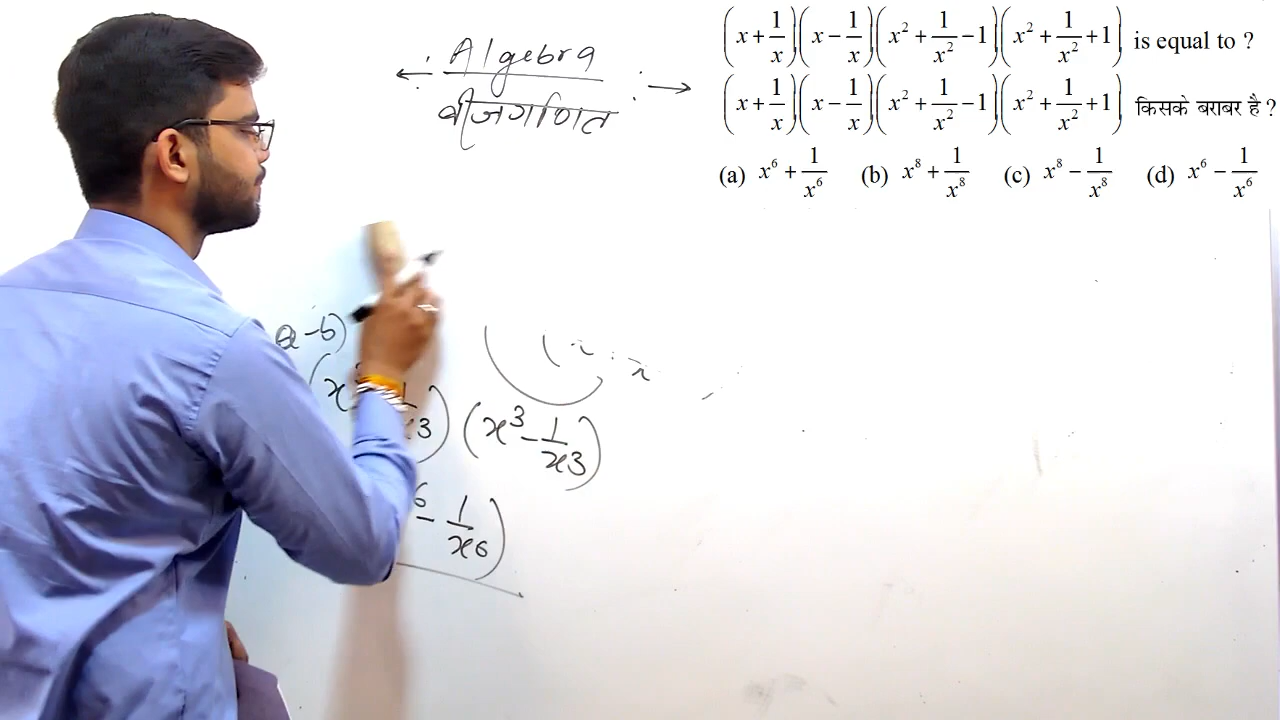 Algebra
बीजगणित
(x + 1/x)(x − 1/x)(x² + 1/x² − 1)(x² + 1/x² + 1) is equal to ?
(x + 1/x)(x − 1/x)(x² + 1/x² − 1)(x² + 1/x² + 1) किसके बराबर है ?
(a) x⁶ + 1/x⁶ (b) x⁸ + 1/x⁸ (c) x⁸ − 1/x⁸ (d) x⁶ − 1/x⁶
a − b)
(x³ − 1/x³)
6 − 1/x6)